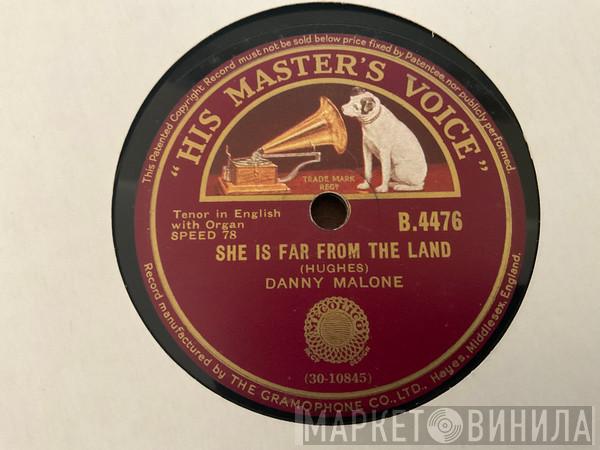 This Patented Copyright Record must not be sold below price fixed by Patentee, nor publicly performed.
"HIS MASTER'S VOICE"
TRADE MARK
REGD
Tenor in English
with Organ
SPEED 78
B.4476
SHE IS FAR FROM THE LAND
(HUGHES)
DANNY MALONE
(30-10845)
Record manufactured by THE GRAMOPHONE CO., LTD., Hayes, Middlesex, England.
МАРКЕТ ВИНИЛА